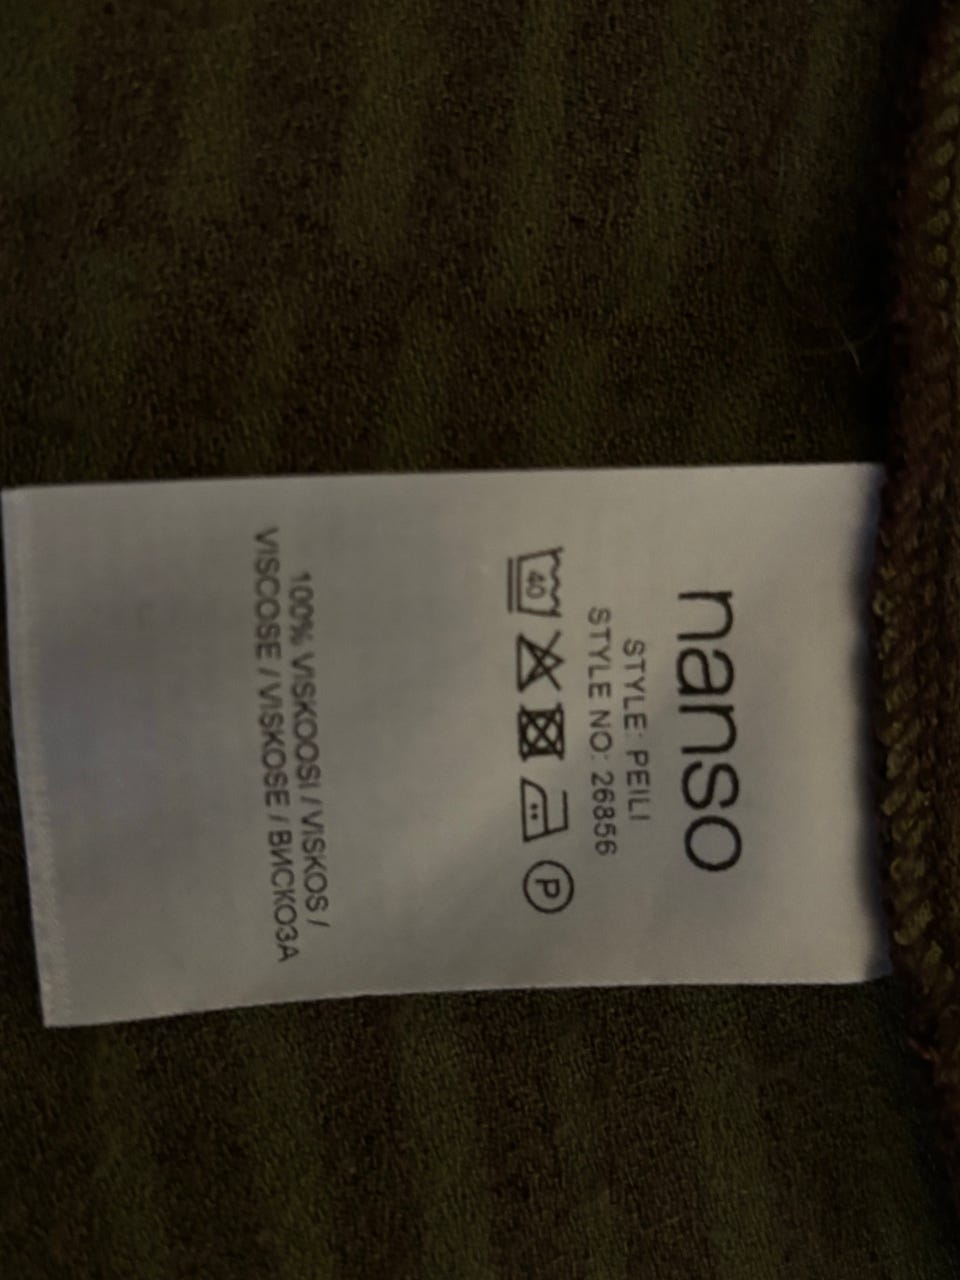 nanso
STYLE: PEILI
STYLE NO: 26856
40 P
100% VISKOOSI / VISKOS /
VISCOSE / VISKOSE / ВИСКОЗА